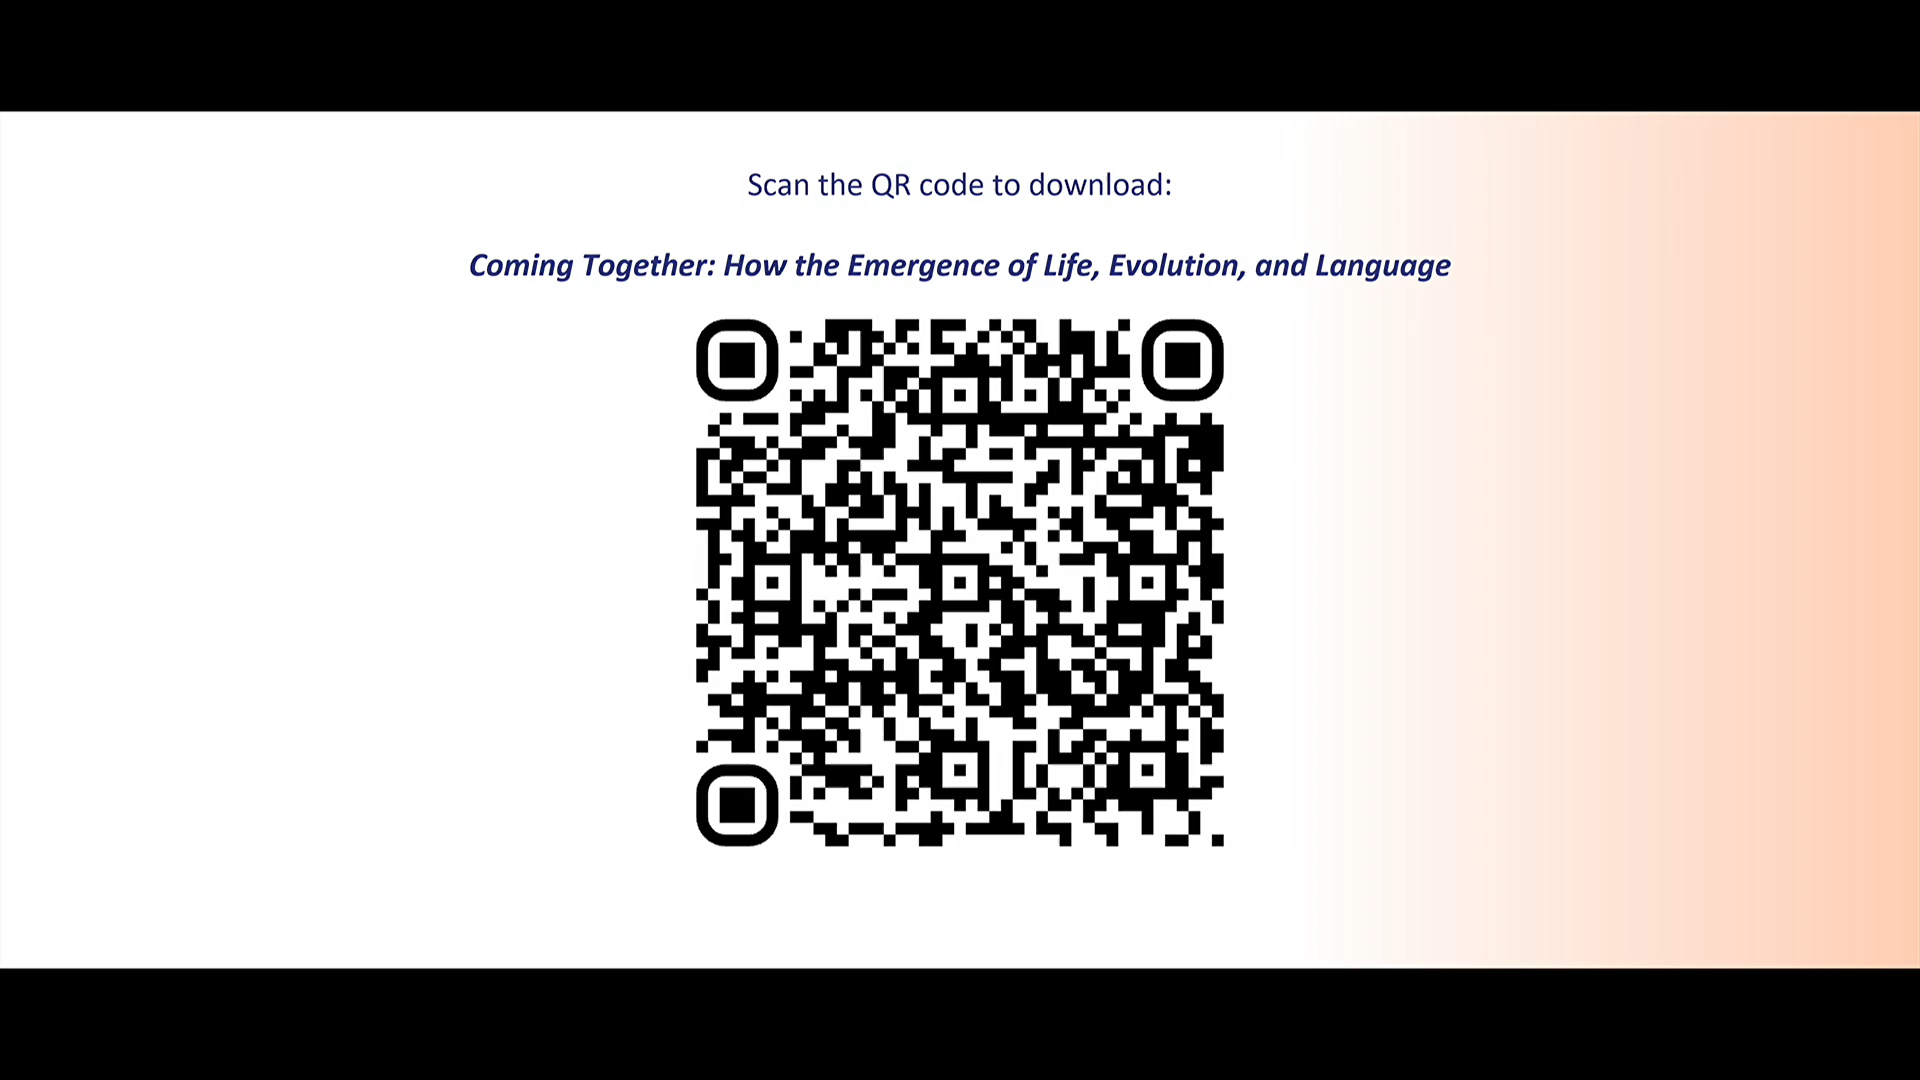 Scan the QR code to download:
Coming Together: How the Emergence of Life, Evolution, and Language